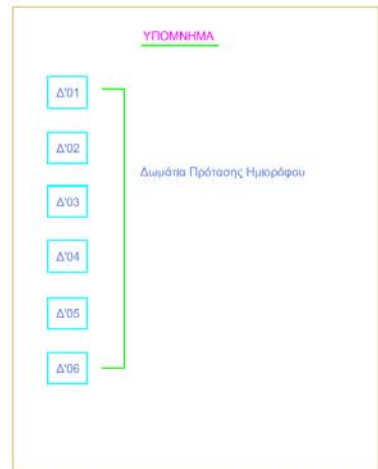 ΥΠΟΜΝΗΜΑ
Δ'01
Δ'02
Δωμάτια Πρότασης Ημιορόφου
Δ'03
Δ'04
Δ'05
Δ'06